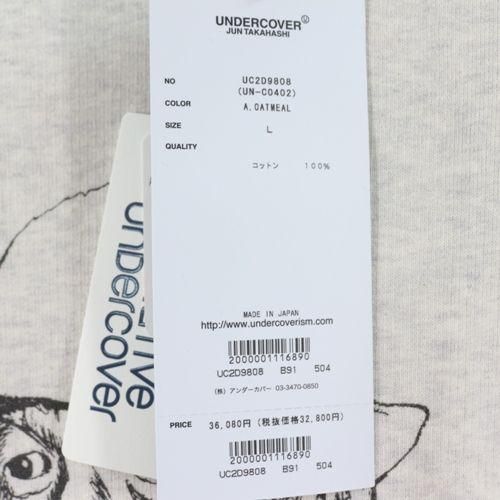 UNDERCOVER Ⓤ
JUN TAKAHASHI
NO UC2D9808
(UN-C0402)
COLOR A.OATMEAL
SIZE L
QUALITY
コットン 100%
MADE IN JAPAN
http://www.undercoverism.com
2000001116890
UC2D9808 B91 504
(株) アンダーカバー 03-3470-0850
PRICE 36,080円(税抜価格32,800円)
2000001116890
UC2D9808 B91 504
undercover